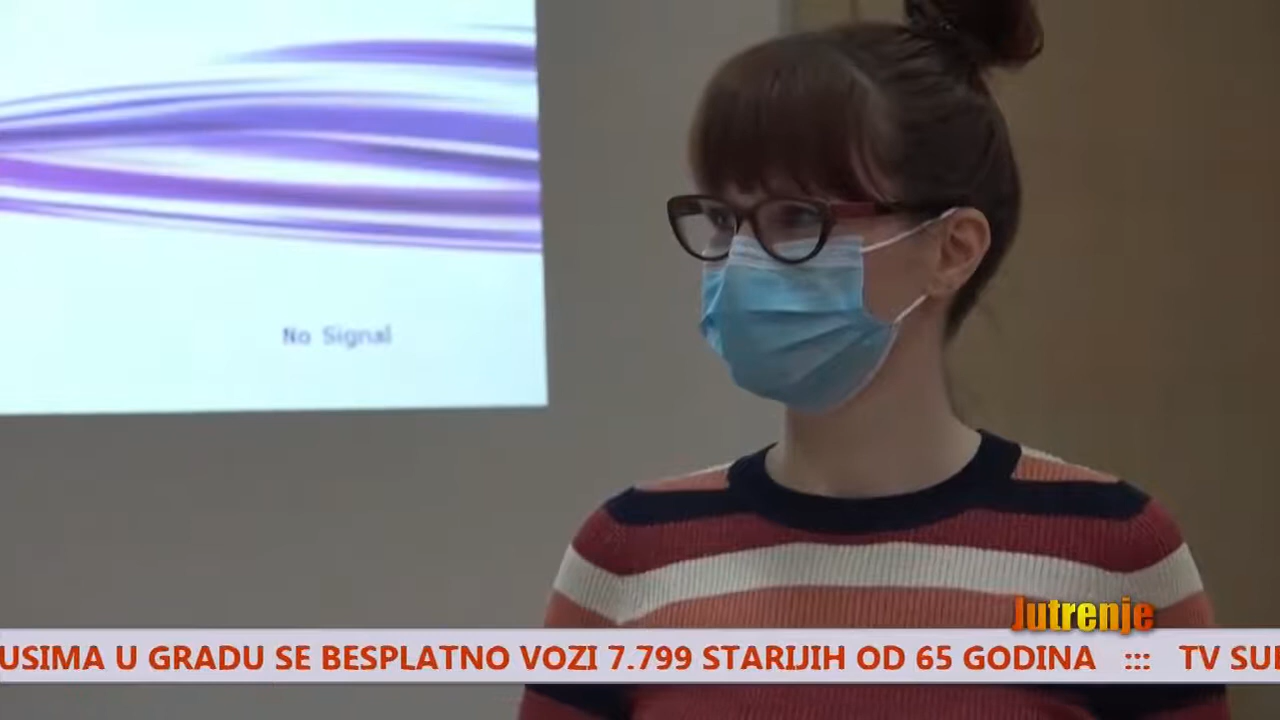 No Signal
Jutrenje
USIMA U GRADU SE BESPLATNO VOZI 7.799 STARIJIH OD 65 GODINA ::: TV SU